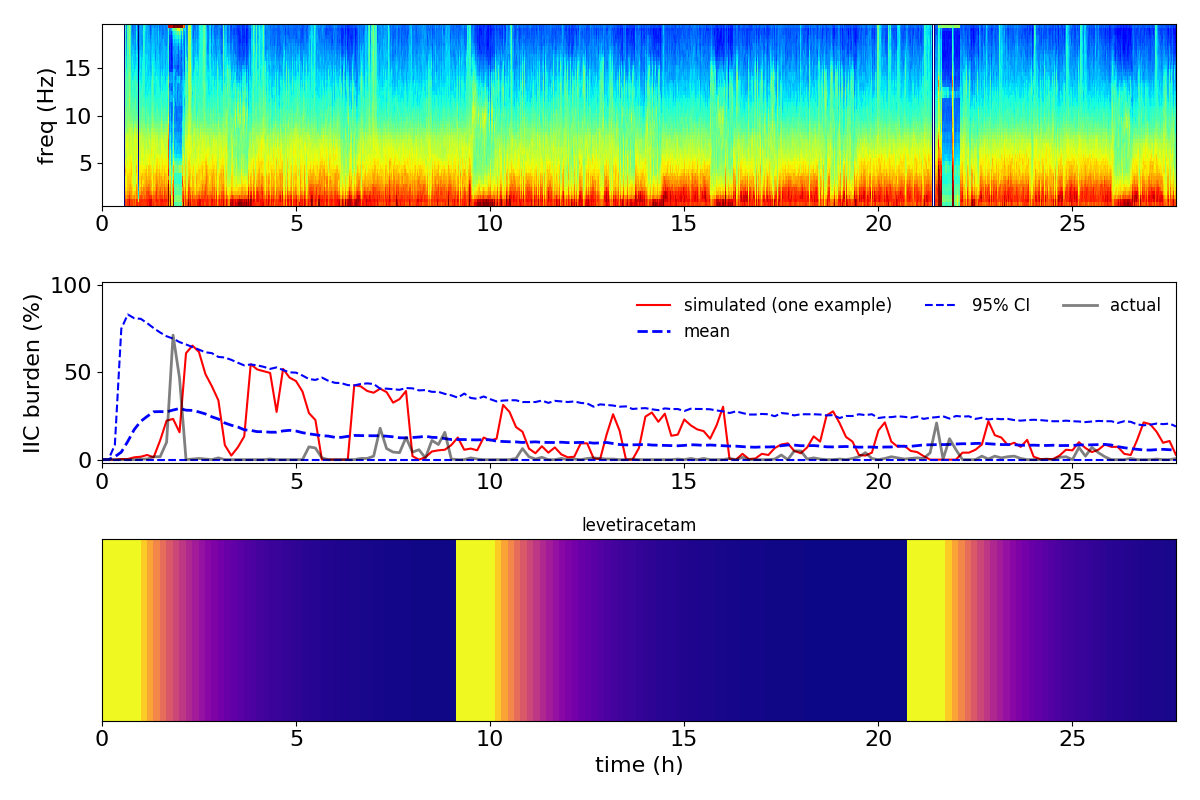 freq (Hz)
15
10
5
0 5 10 15 20 25
IIC burden (%)
100
50
0
simulated (one example) 95% CI actual
mean
0 5 10 15 20 25
levetiracetam
0 5 10 15 20 25
time (h)